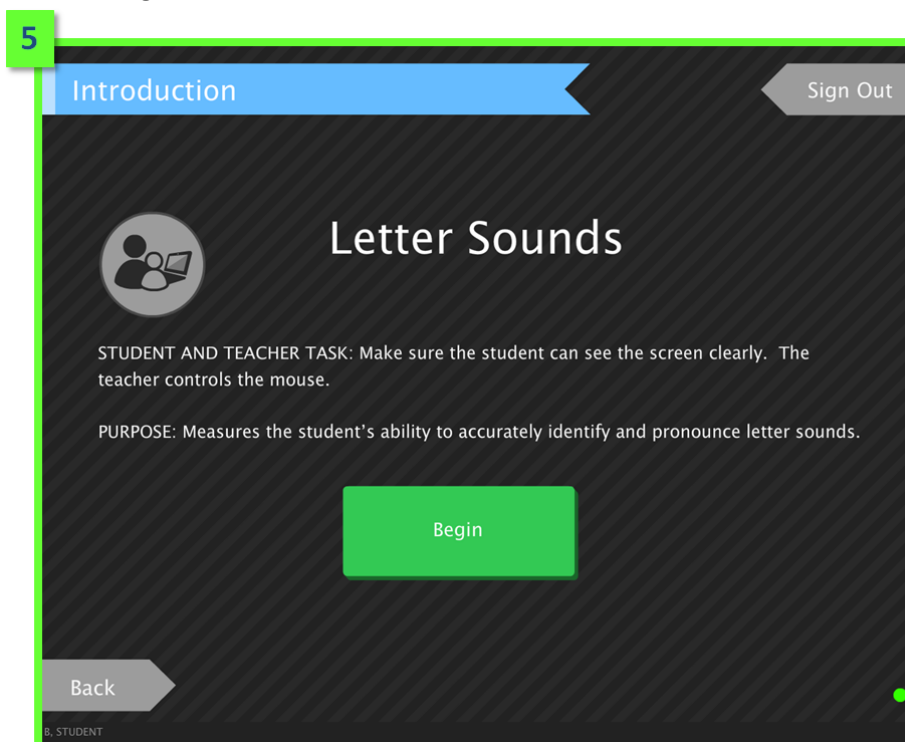 5
Introduction
Sign Out
Letter Sounds
STUDENT AND TEACHER TASK: Make sure the student can see the screen clearly.  The
teacher controls the mouse.
PURPOSE: Measures the student's ability to accurately identify and pronounce letter sounds.
Begin
Back
B, STUDENT